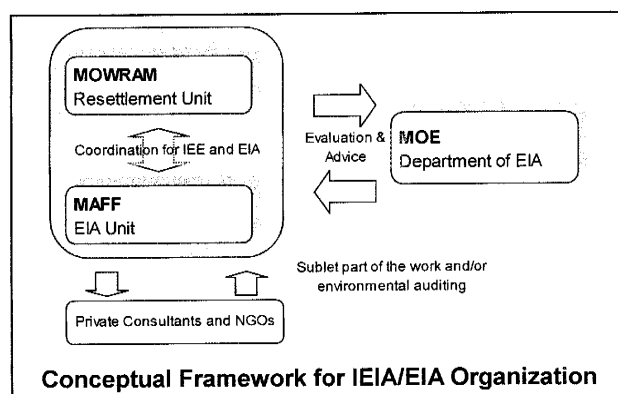 MOWRAM
Resettlement Unit
Coordination for IEE and EIA
MAFF
EIA Unit
Evaluation &
Advice
MOE
Department of EIA
Sublet part of the work and/or
environmental auditing
Private Consultants and NGOs
Conceptual Framework for IEIA/EIA Organization